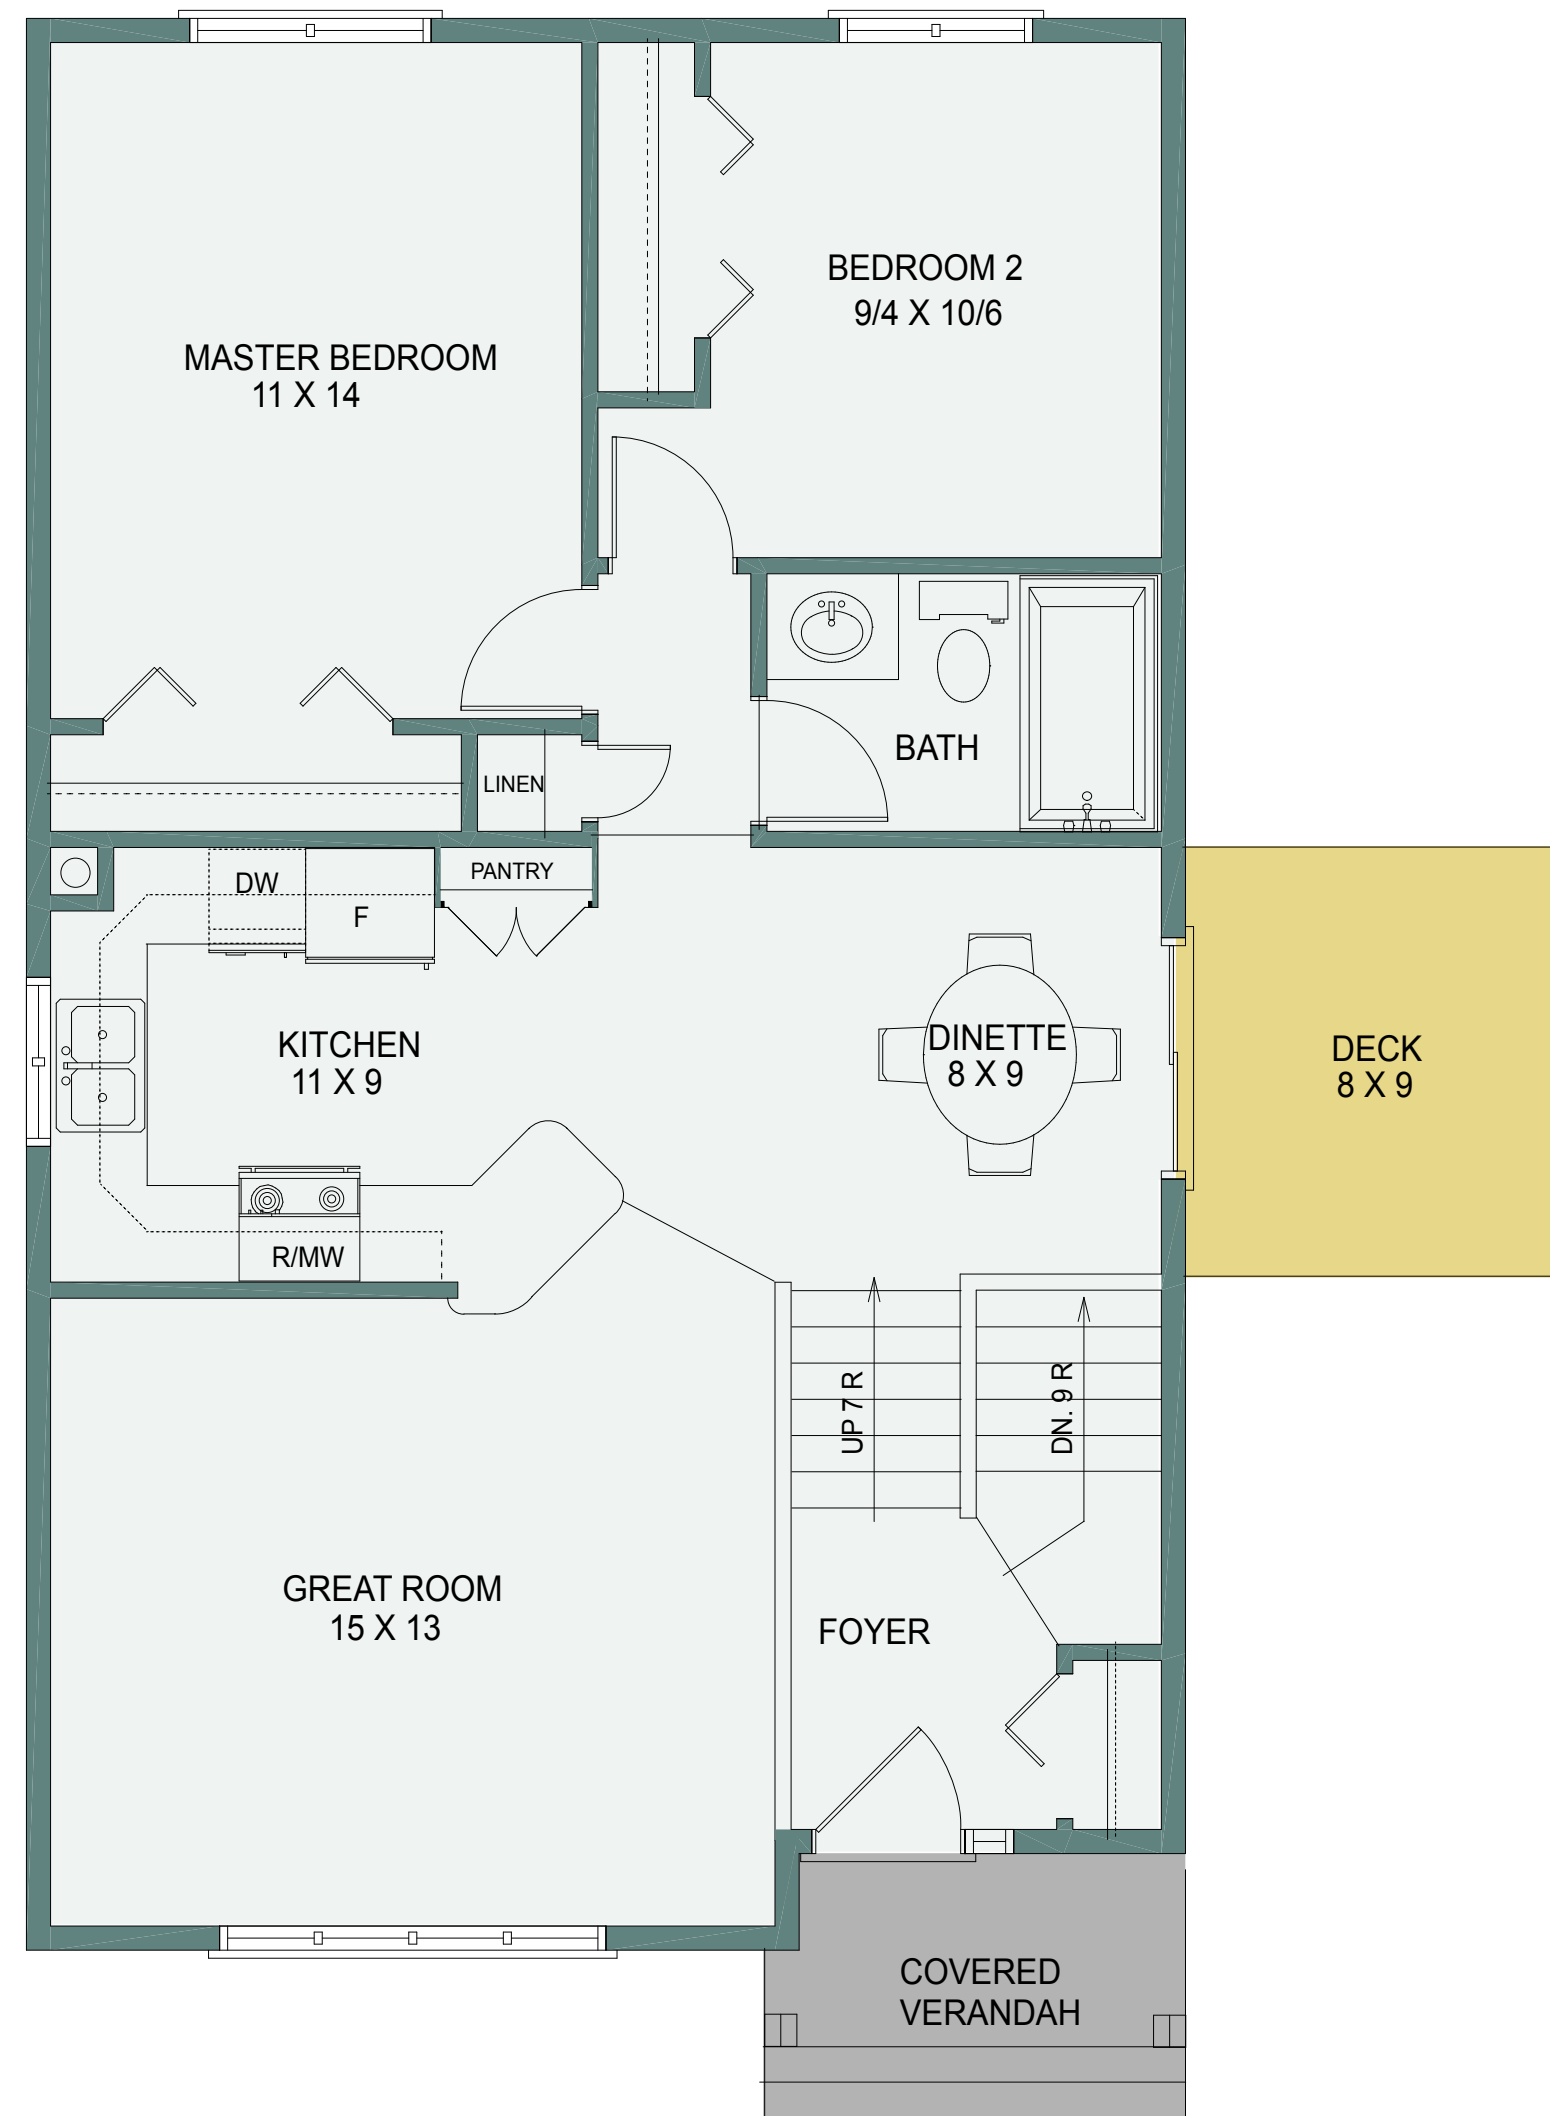 BEDROOM 2
9/4 X 10/6
MASTER BEDROOM
11 X 14
BATH
LINEN
PANTRY
DW
F
KITCHEN
11 X 9
DINETTE
8 X 9
DECK
8 X 9
R/MW
UP 7 R
DN. 9 R
GREAT ROOM
15 X 13
FOYER
COVERED
VERANDAH